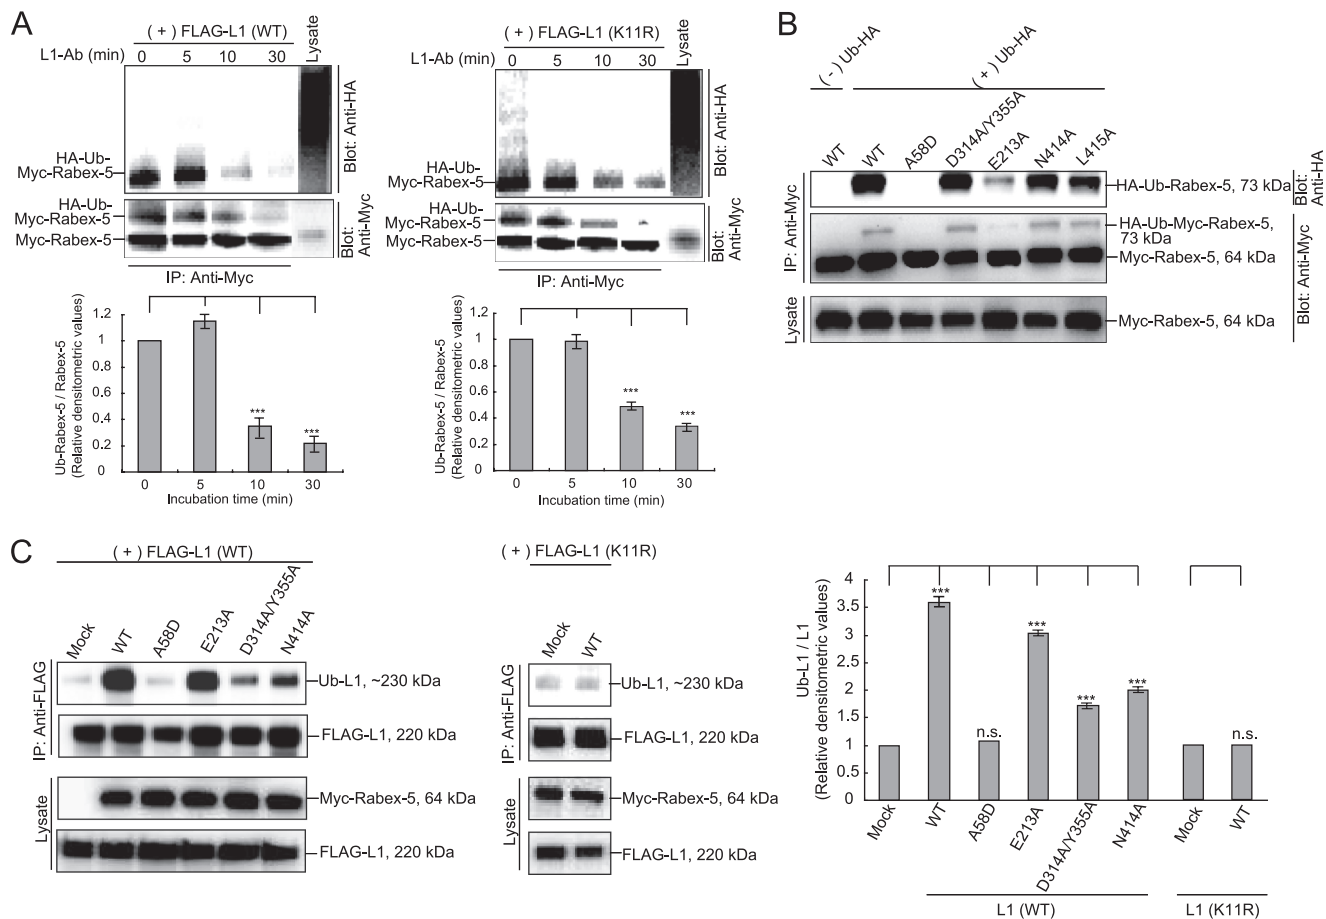 A
( + ) FLAG-L1 (WT)
Lysate
L1-Ab (min) 0 5 10 30
HA-Ub-
Myc-Rabex-5
HA-Ub-
Myc-Rabex-5
Myc-Rabex-5
Blot: Anti-HA
Blot:
Anti-Myc
IP: Anti-Myc
Ub-Rabex-5 / Rabex-5
(Relative densitometric values)
1.2
1
0.8
0.6
0.4
0.2
0
***
***
0 5 10 30
Incubation time (min)
( + ) FLAG-L1 (K11R)
Lysate
L1-Ab (min) 0 5 10 30
HA-Ub-
Myc-Rabex-5
HA-Ub-
Myc-Rabex-5
Myc-Rabex-5
Blot: Anti-HA
Blot:
Anti-Myc
IP: Anti-Myc
Ub-Rabex-5 / Rabex-5
(Relative densitometric values)
1.2
1
0.8
0.6
0.4
0.2
0
***
***
0 5 10 30
Incubation time (min)
B
( - ) Ub-HA
( + ) Ub-HA
WT WT A58D D314A/Y355A E213A N414A L415A
IP: Anti-Myc
HA-Ub-Rabex-5, 73 kDa
Blot:
Anti-HA
HA-Ub-Myc-Rabex-5,
73 kDa
Myc-Rabex-5, 64 kDa
Lysate
Myc-Rabex-5, 64 kDa
Blot: Anti-Myc
C
( + ) FLAG-L1 (WT)
Mock WT A58D E213A D314A/Y355A N414A
IP: Anti-FLAG
Ub-L1, ~230 kDa
FLAG-L1, 220 kDa
Lysate
Myc-Rabex-5, 64 kDa
FLAG-L1, 220 kDa
( + ) FLAG-L1 (K11R)
Mock WT
IP: Anti-FLAG
Ub-L1, ~230 kDa
FLAG-L1, 220 kDa
Lysate
Myc-Rabex-5, 64 kDa
FLAG-L1, 220 kDa
Ub-L1 / L1
(Relative densitometric values)
4
3.5
3
2.5
2
1.5
1
0.5
0
***
n.s.
***
***
***
n.s.
Mock WT A58D E213A D314A/Y355A N414A Mock WT
L1 (WT) L1 (K11R)